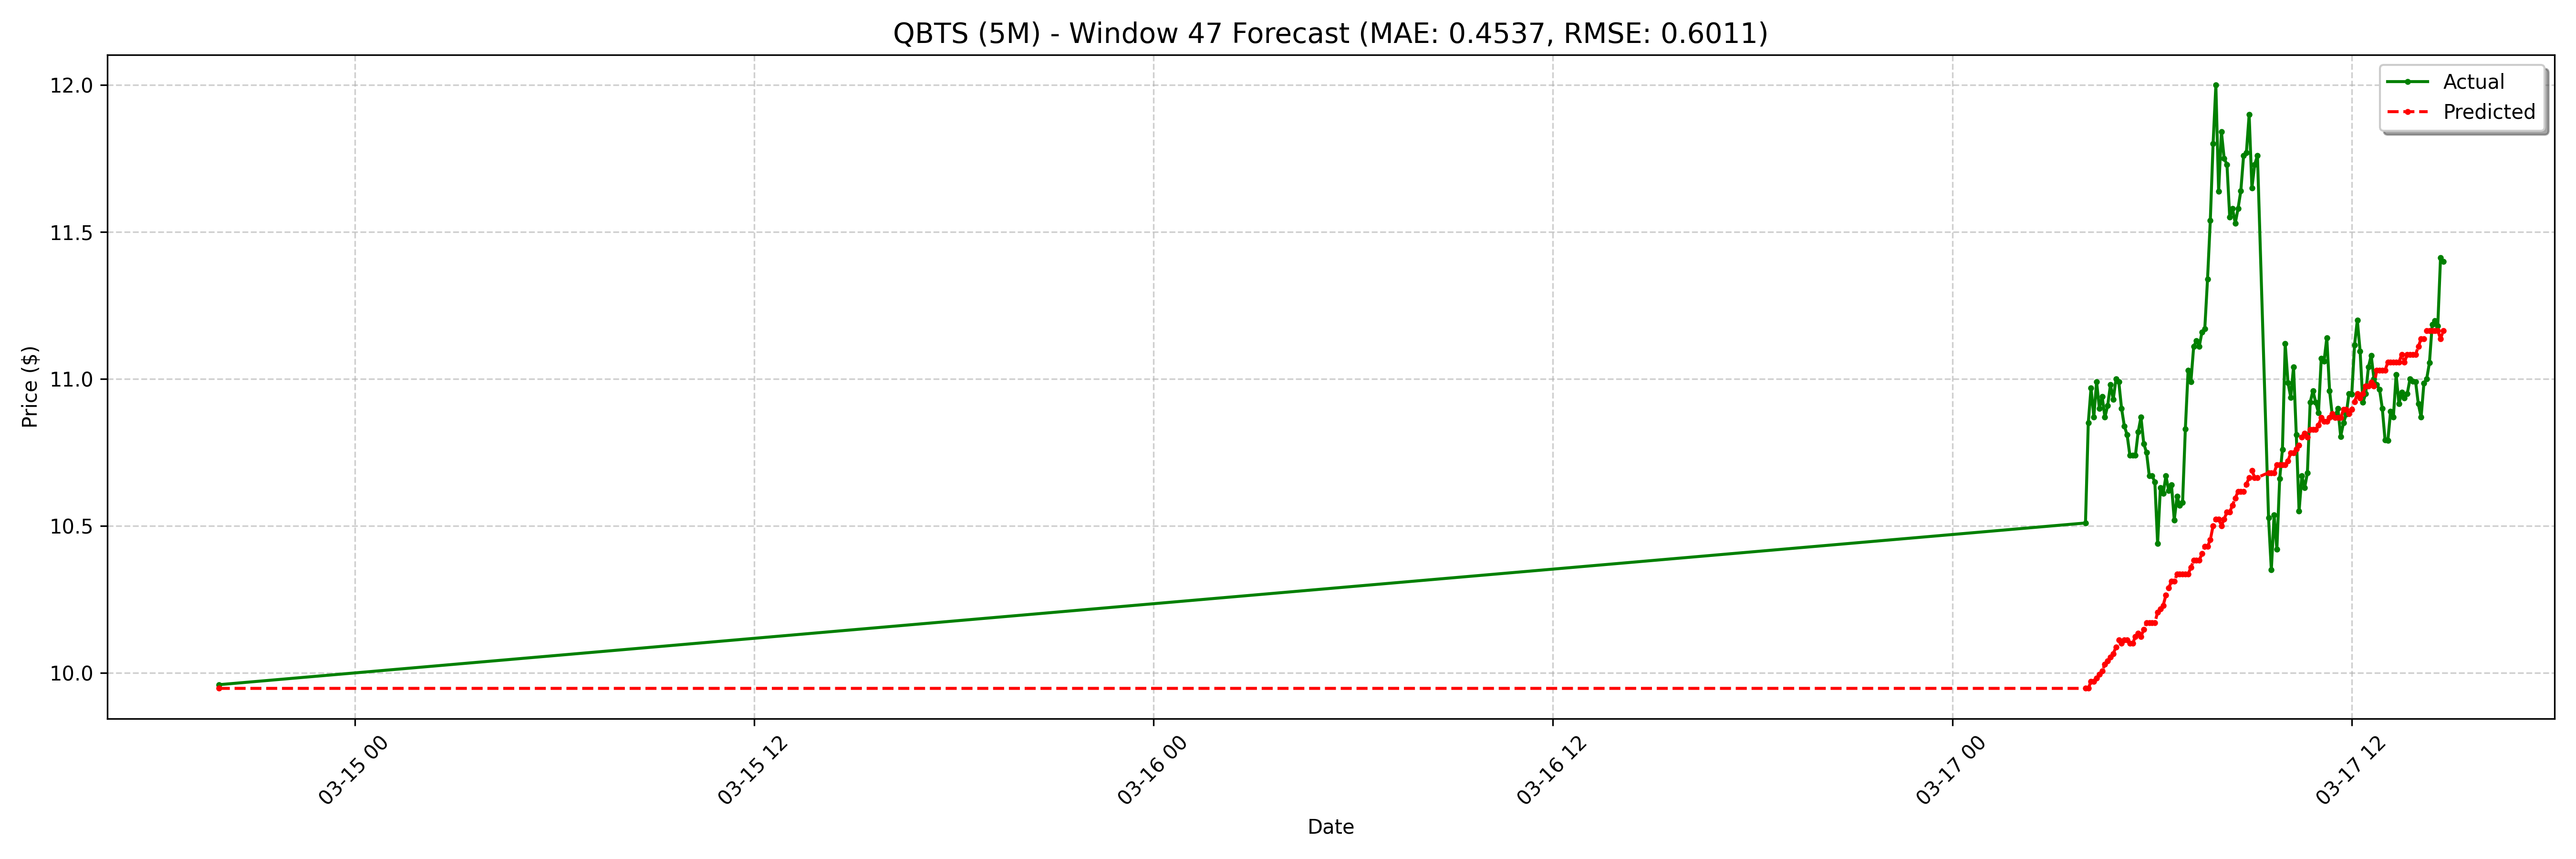 QBTS (5M) - Window 47 Forecast (MAE: 0.4537, RMSE: 0.6011)
Actual
Predicted
Price ($)
12.0
11.5
11.0
10.5
10.0
03-15 00
03-15 12
03-16 00
03-16 12
03-17 00
03-17 12
Date